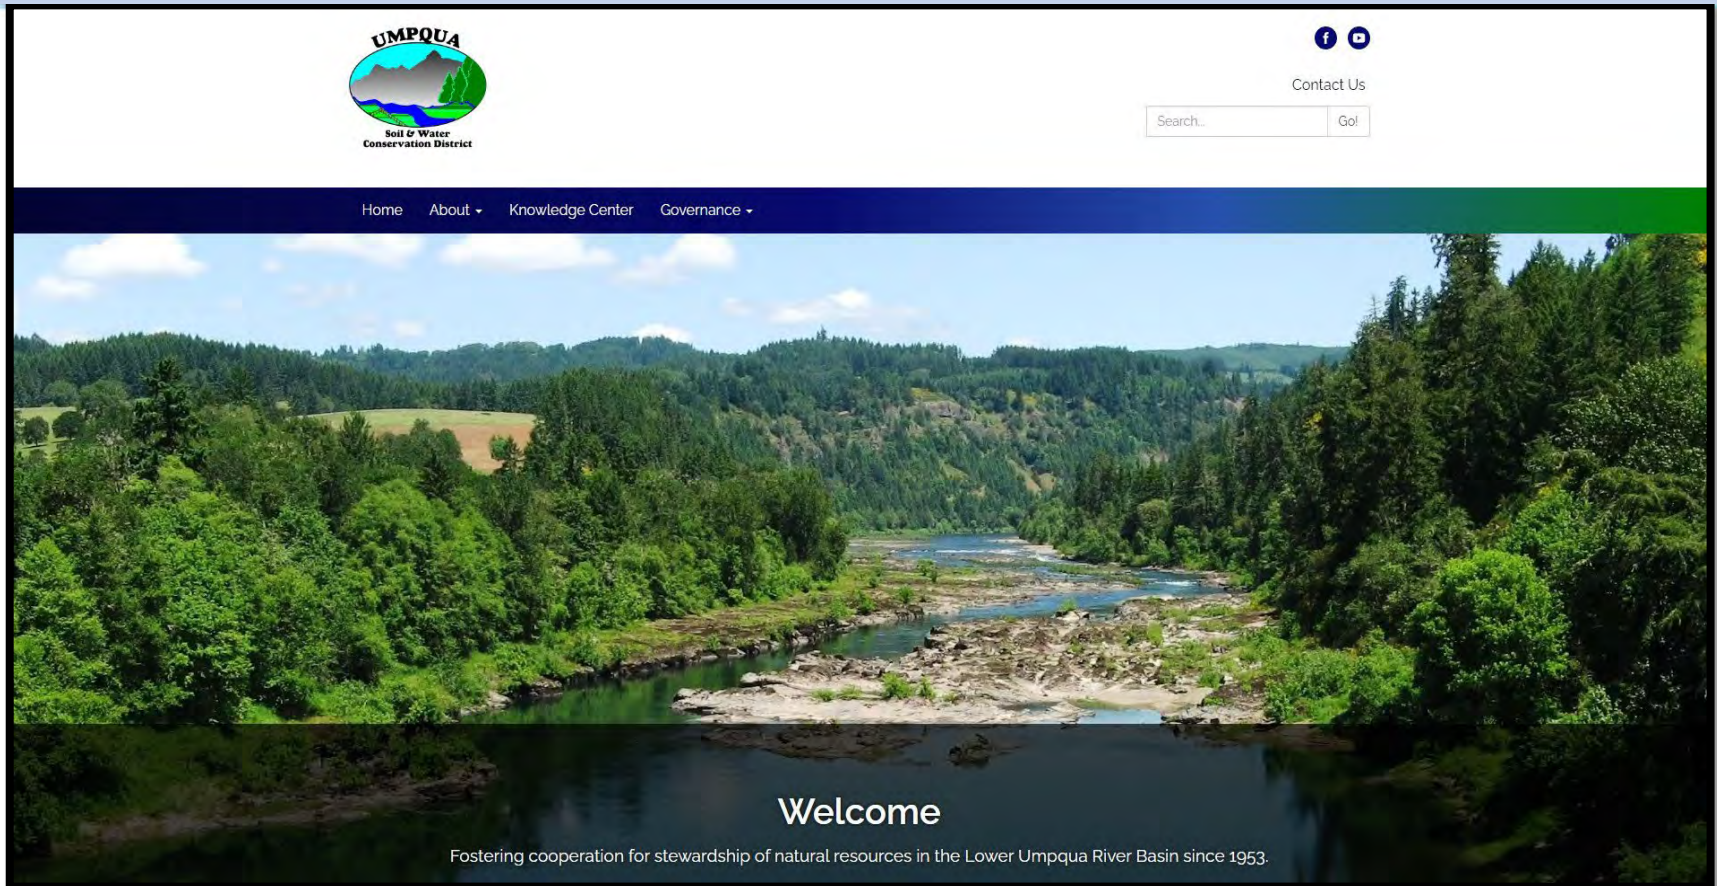 UMPQUA
Soil & Water
Conservation District
Contact Us
Search...
Go!
Home About Knowledge Center Governance
Welcome
Fostering cooperation for stewardship of natural resources in the Lower Umpqua River Basin since 1953.